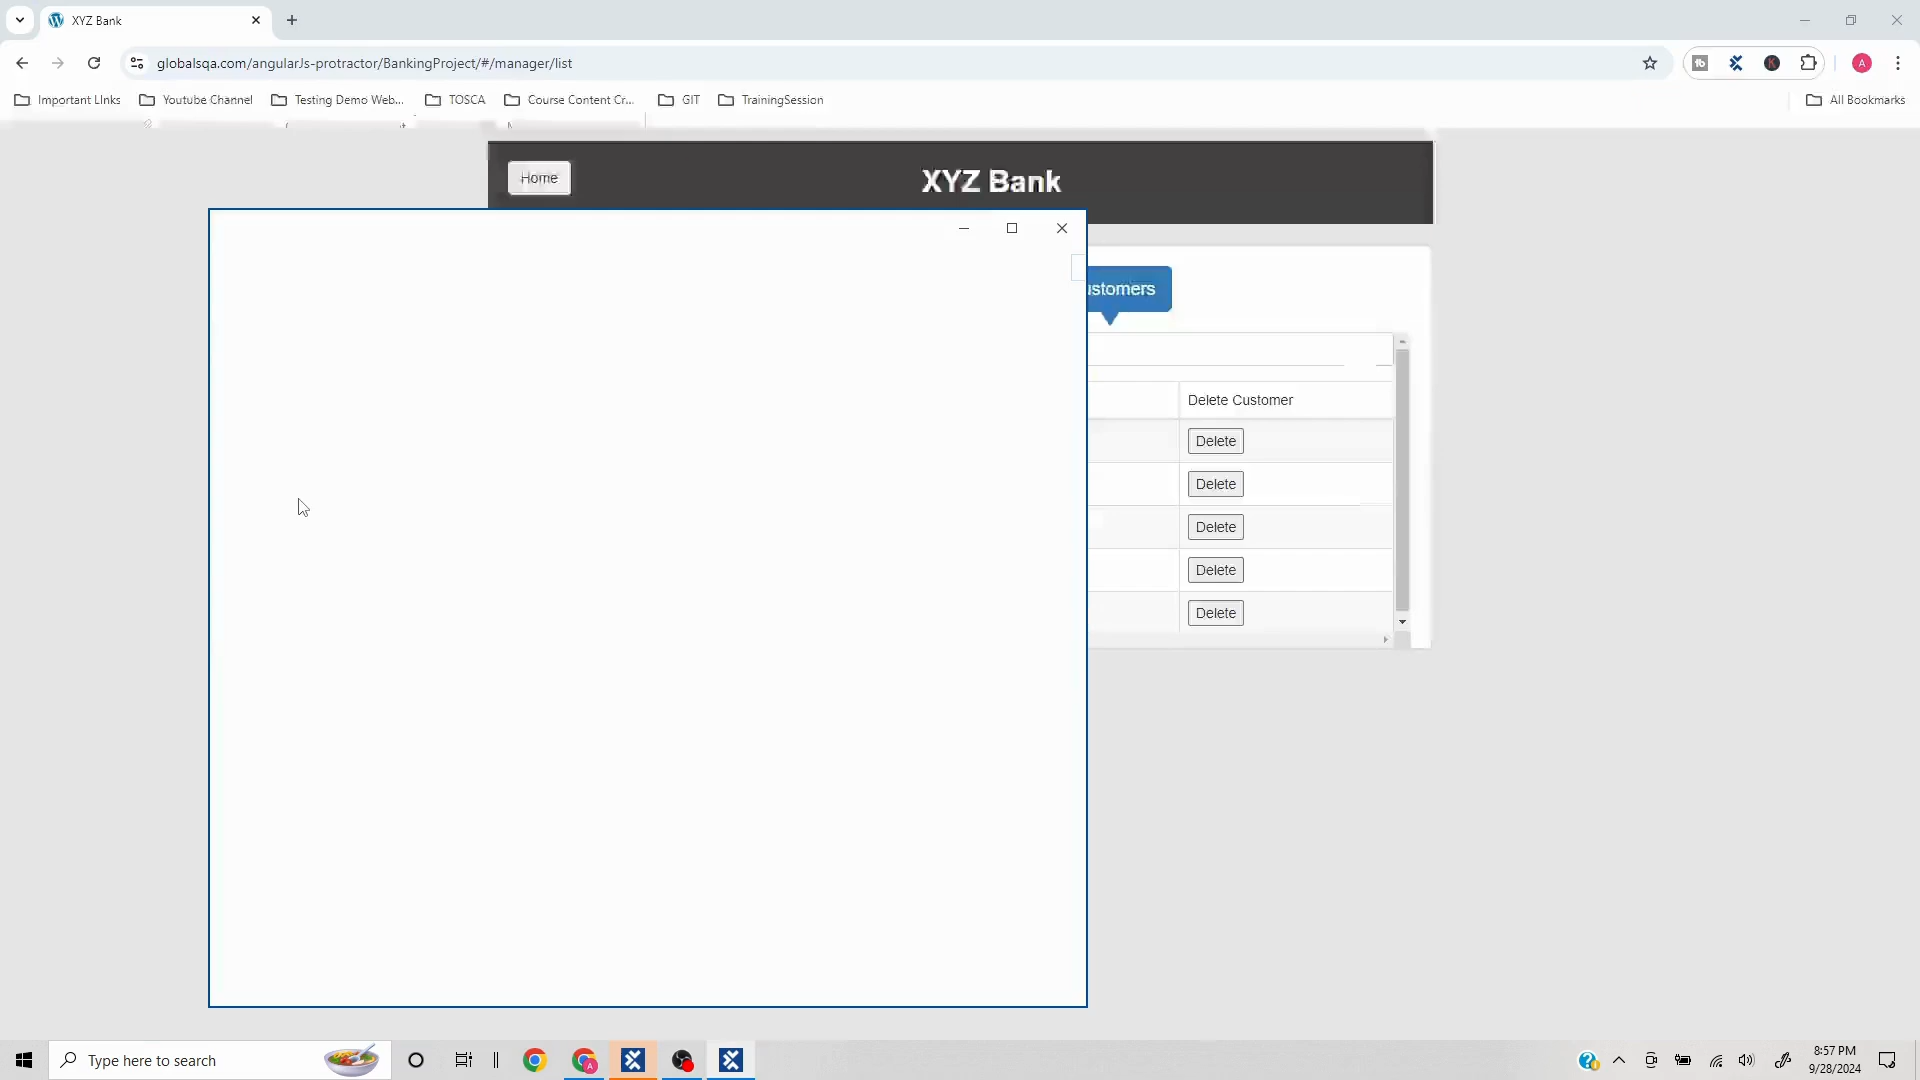 XYZ Bank
globalsqa.com/angularJs-protractor/BankingProject/#/manager/list
A
Important LInks
Youtube Channel
Testing Demo Web...
TOSCA
Course Content Cr...
GIT
TrainingSession
All Bookmarks
Home
XYZ Bank
ustomers
Delete Customer
Delete
Delete
Delete
Delete
Delete
Type here to search
8:57 PM
9/28/2024